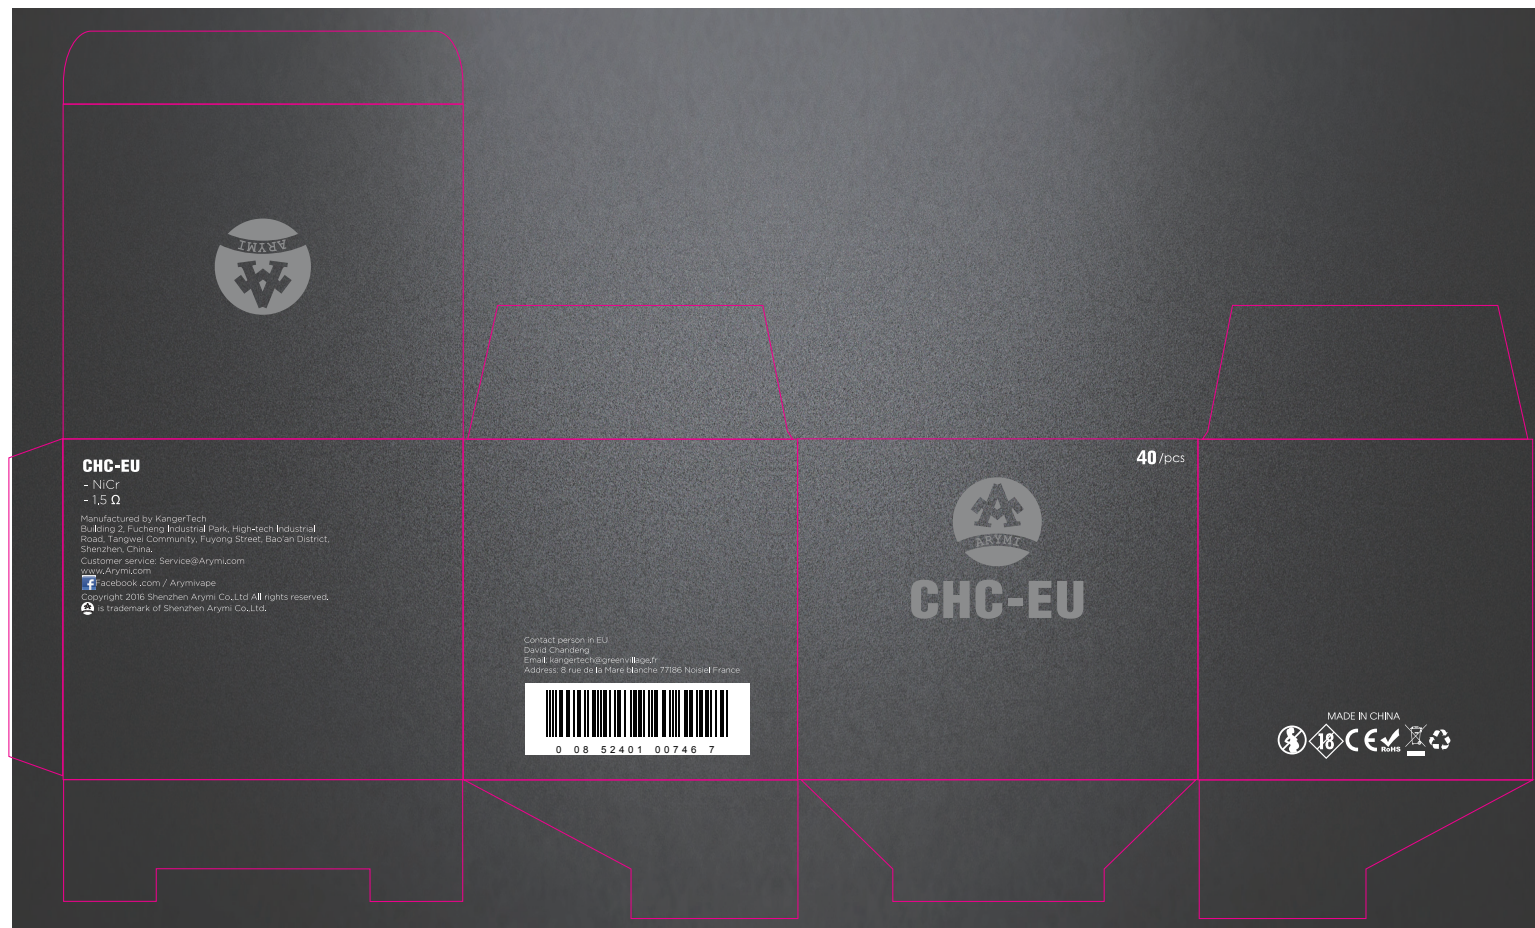 ARYMI
CHC-EU
- NiCr
- 1,5 Ω
Manufactured by KangerTech
Building 2, Fucheng Industrial Park, High-tech Industrial
Road, Tangwei Community, Fuyong Street, Bao'an District,
Shenzhen, China.
Customer service: Service@Arymi.com
www.Arymi.com
Facebook .com / Arymivape
Copyright 2016 Shenzhen Arymi Co.,Ltd All rights reserved.
is trademark of Shenzhen Arymi Co.,Ltd.
Contact person in EU
David Chandeng
Email: kangertech@greenvillage.fr
Address: 8 rue de la Mare blanche 77186 Noisiel France
0 08 52401 00746 7
40/pcs
ARYMI
CHC-EU
MADE IN CHINA
18
CE
RoHS